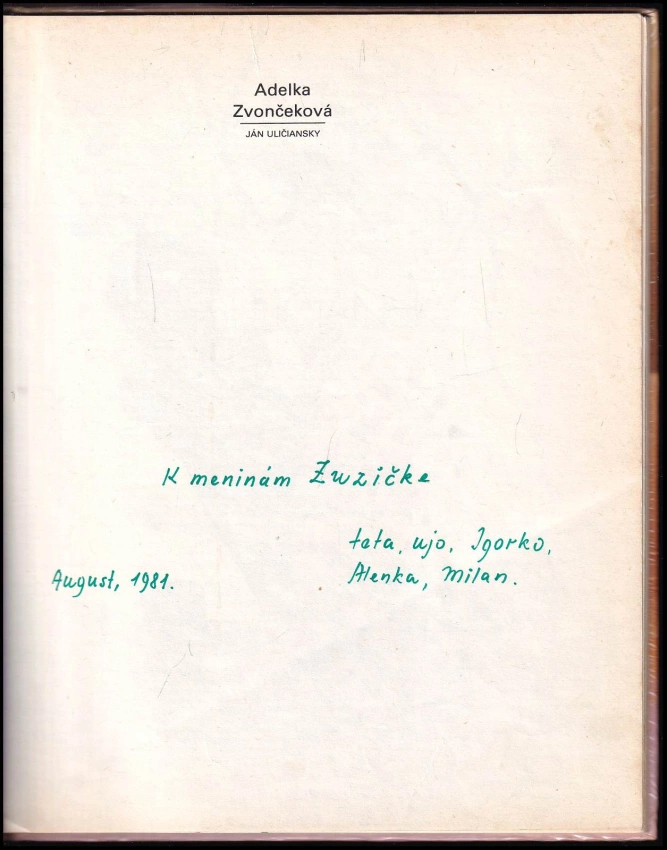 Adelka
Zvončeková
JÁN ULIČIANSKY
K meninám Zuzičke
teta, ujo, Igorko,
Alenka, Milan.
August, 1981.